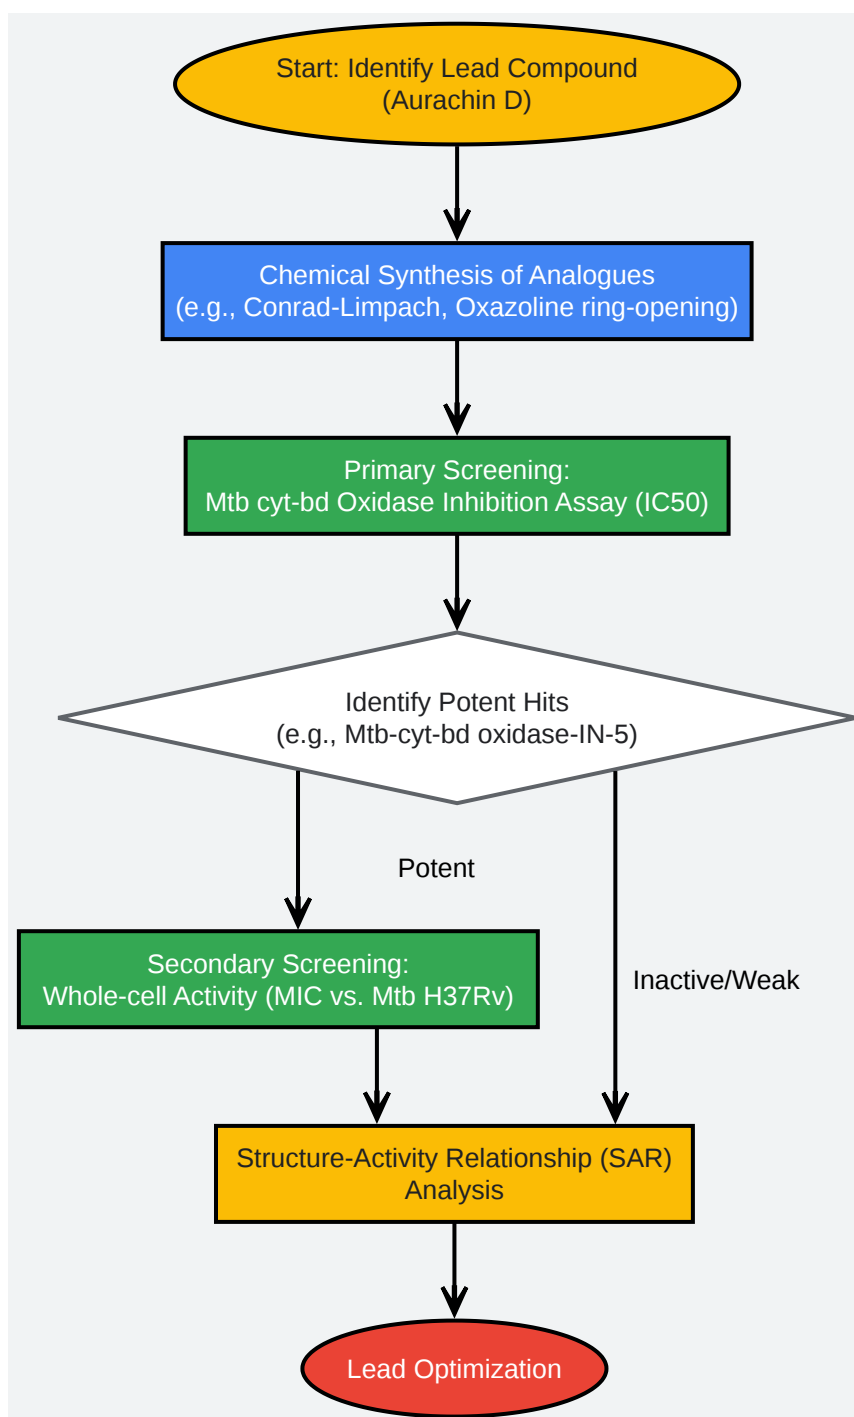 Start: Identify Lead Compound
(Aurachin D)
Chemical Synthesis of Analogues
(e.g., Conrad-Limpach, Oxazoline ring-opening)
Primary Screening:
Mtb cyt-bd Oxidase Inhibition Assay (IC50)
Identify Potent Hits
(e.g., Mtb-cyt-bd oxidase-IN-5)
Potent
Secondary Screening:
Whole-cell Activity (MIC vs. Mtb H37Rv)
Inactive/Weak
Structure-Activity Relationship (SAR)
Analysis
Lead Optimization